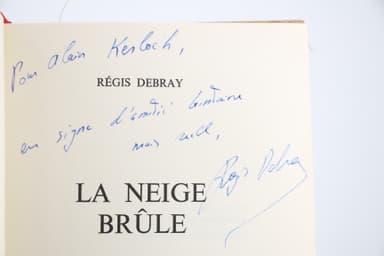 Pour Alain Kerloch,
RÉGIS DEBRAY
en signe d'amitié lointaine
mais réelle,
Régis Debray
LA NEIGE
BRÛLE